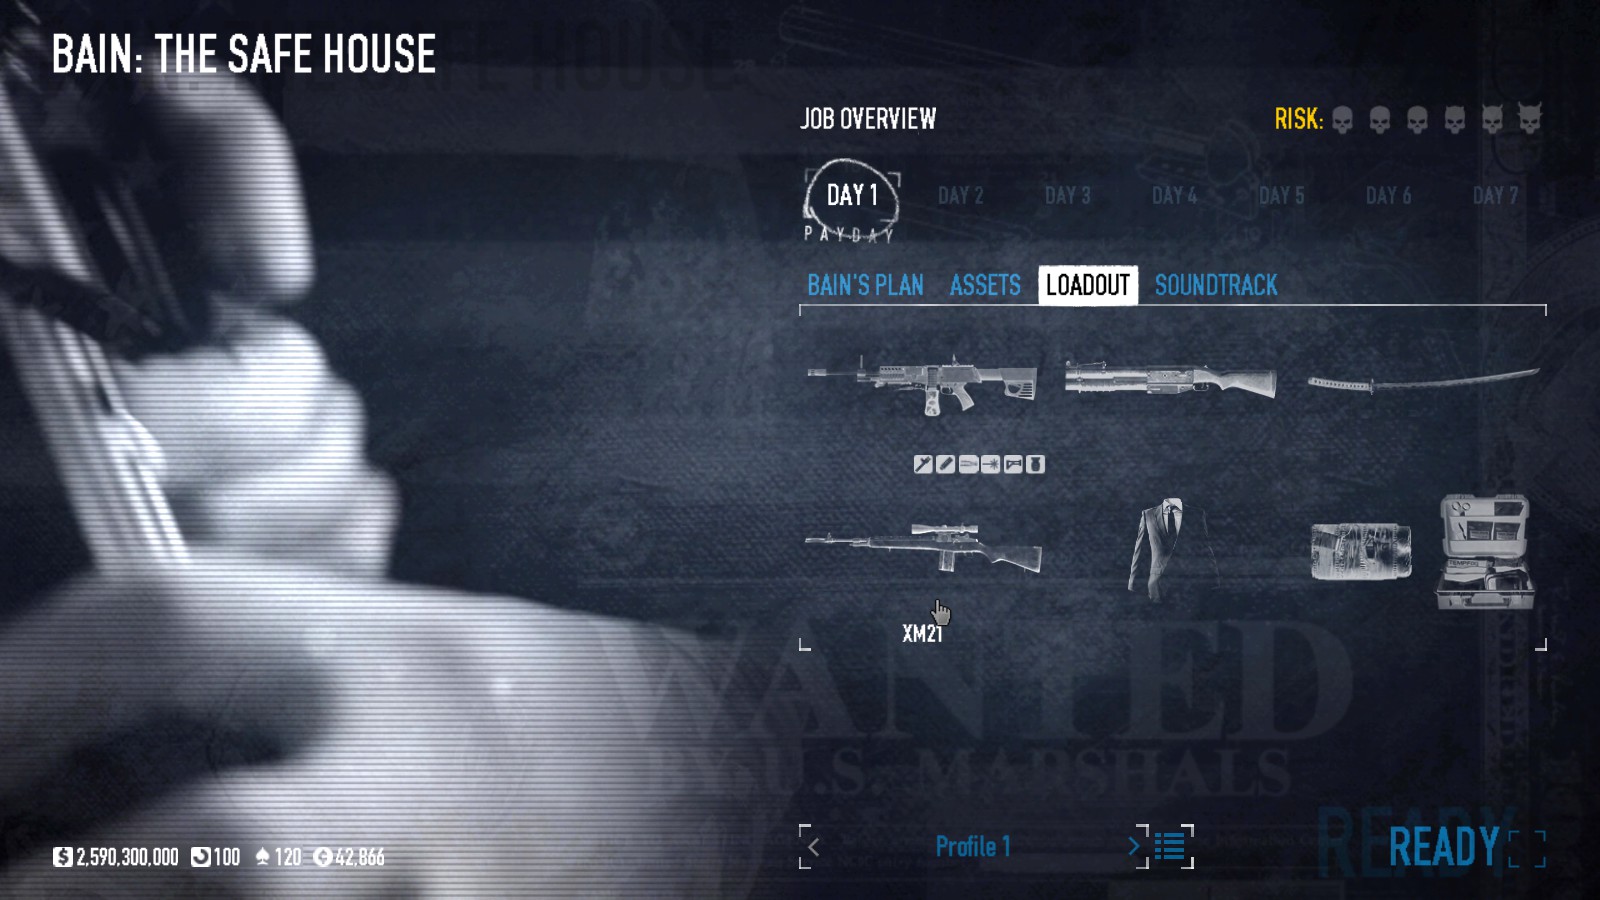 BAIN: THE SAFE HOUSE
JOB OVERVIEW
RISK:
DAY 1
DAY 2
DAY 3
DAY 4
DAY 5
DAY 6
DAY 7
PAYDAY
BAIN'S PLAN
ASSETS
LOADOUT
SOUNDTRACK
XM21
WANTED
BY U.S. MARSHALS
2,590,300,000
100
120
42,866
Profile 1
READY